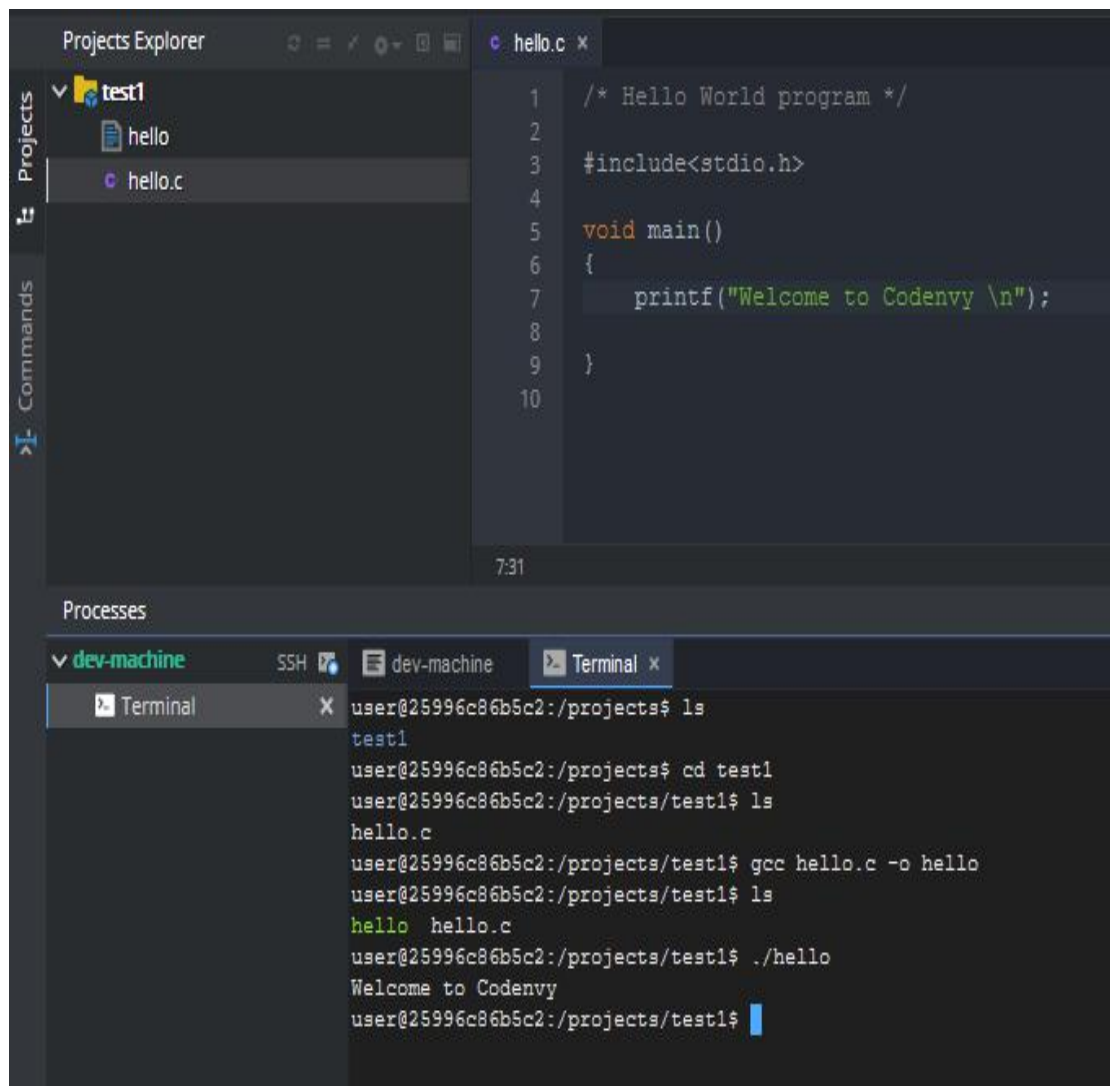 Projects Explorer
hello.c ×
Projects
Commands
test1
hello
hello.c
1 /* Hello World program */
2
3 #include<stdio.h>
4
5 void main()
6 {
7     printf("Welcome to Codenvy \n");
8
9 }
10
7:31
Processes
dev-machine SSH
Terminal ×
dev-machine
Terminal ×
user@25996c86b5c2:/projects$ ls
test1
user@25996c86b5c2:/projects$ cd test1
user@25996c86b5c2:/projects/test1$ ls
hello.c
user@25996c86b5c2:/projects/test1$ gcc hello.c -o hello
user@25996c86b5c2:/projects/test1$ ls
hello  hello.c
user@25996c86b5c2:/projects/test1$ ./hello
Welcome to Codenvy
user@25996c86b5c2:/projects/test1$